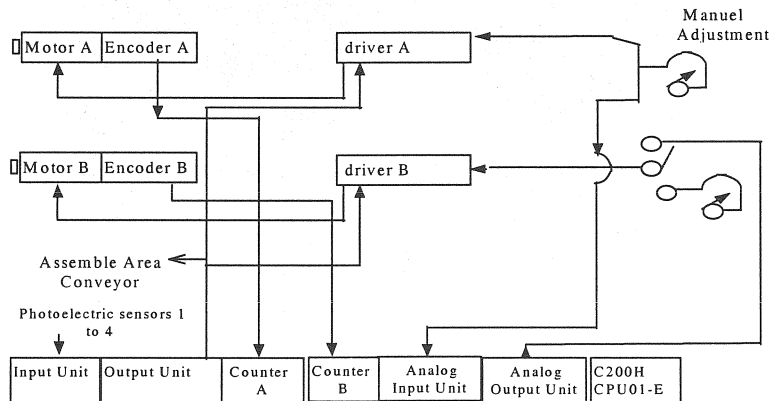 Manuel
Adjustment
Motor A
Encoder A
driver A
Motor B
Encoder B
driver B
Assemble Area
Conveyor
Photoelectric sensors 1
to 4
Input Unit
Output Unit
Counter
A
Counter
B
Analog
Input Unit
Analog
Output Unit
C200H
CPU01-E